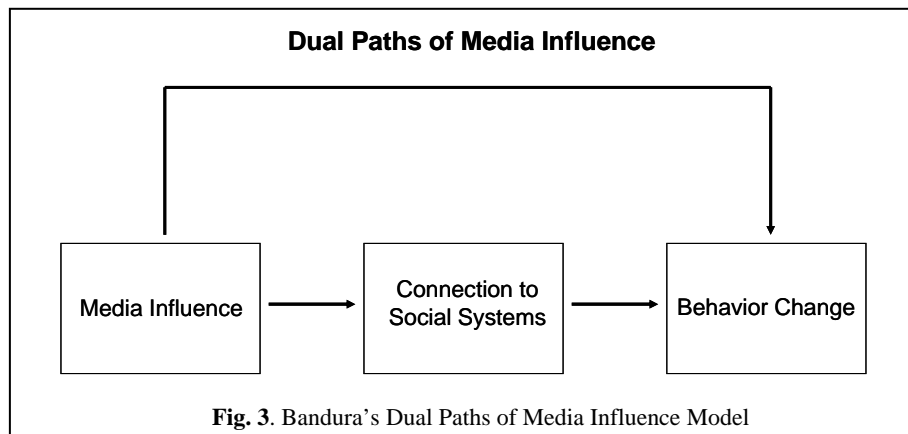 Dual Paths of Media Influence
Media Influence
Connection to
Social Systems
Behavior Change
Fig. 3. Bandura's Dual Paths of Media Influence Model